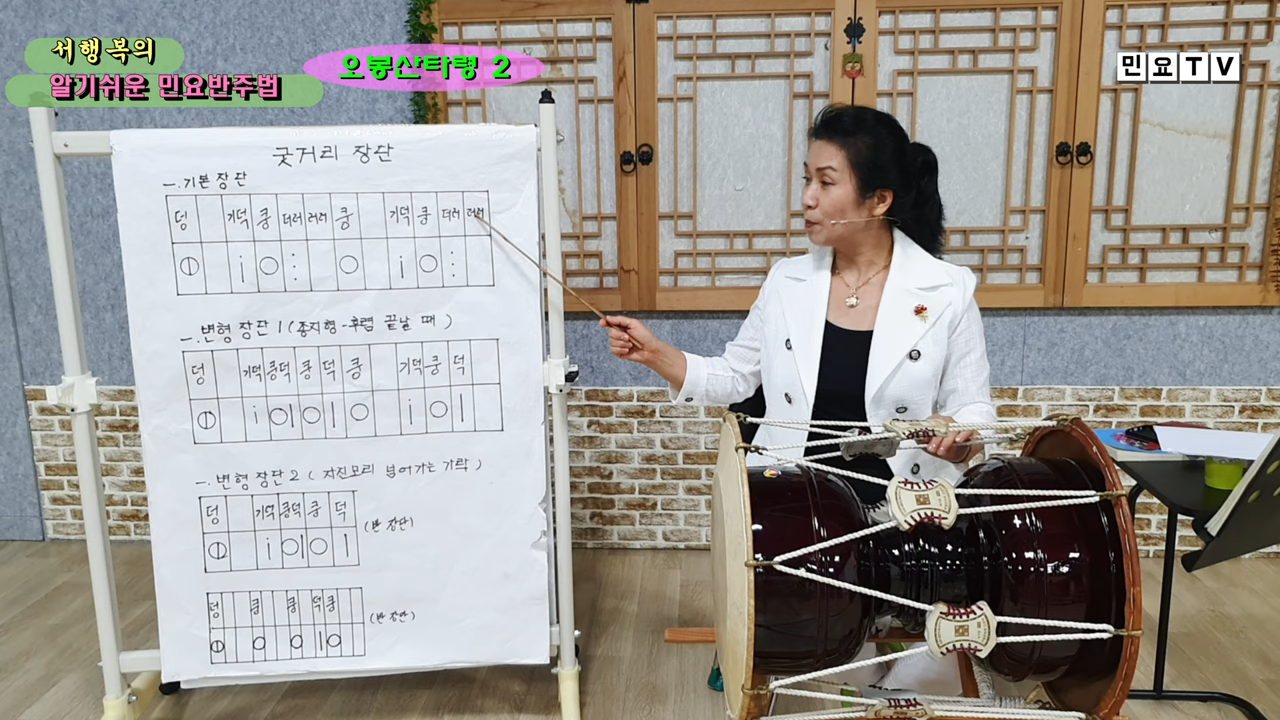 서행복의
알기쉬운 민요반주법
오봉산타령 2
민요TV
굿거리 장단
一.기본장단
덩 기덕 쿵 더러 러러 쿵 기덕 쿵 더러 러러
一.변형장단 1 (종지형-후렴 끝날 때)
덩 기덕 쿵덕 쿵 덕 쿵 기덕 쿵 덕
一.변형장단 2 (자진모리 넘어가는 가락)
덩 기덕 쿵덕 쿵 덕
(반 장단)
덩 쿵 쿵 덕 쿵
(반 장단)